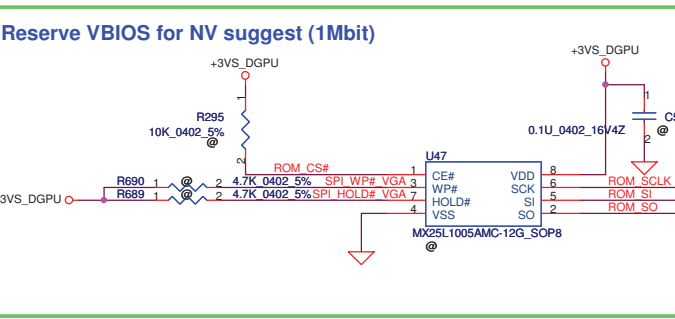 Reserve VBIOS for NV suggest (1Mbit)
+3VS_DGPU
+3VS_DGPU
1
R295
10K_0402_5%
@
2
1
C5
0.1U_0402_16V4Z
@
2
U47
ROM_CS#
1
CE#
VDD
8
R690 1
@
2 4.7K_0402_5%
SPI_WP#_VGA
3
WP#
SCK
6
ROM_SCLK
3VS_DGPU
R689 1
@
2 4.7K_0402_5%
SPI_HOLD#_VGA
7
HOLD#
SI
5
ROM_SI
4
VSS
SO
2
ROM_SO
MX25L1005AMC-12G_SOP8
@